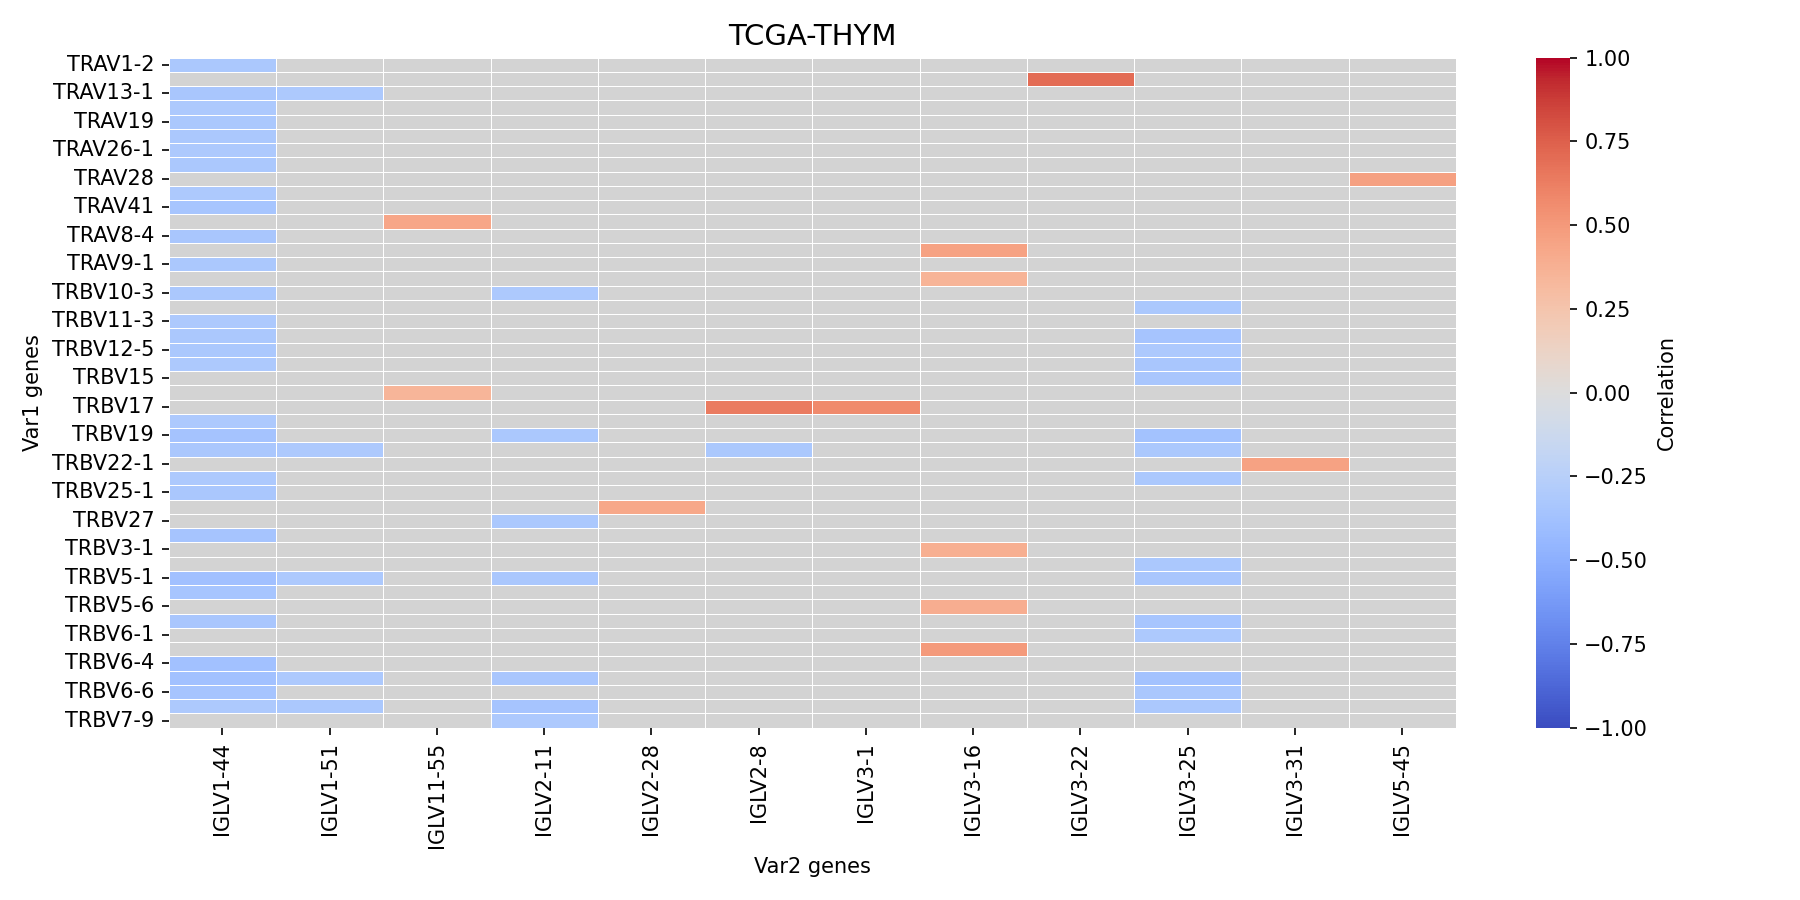 TCGA-THYM
TRAV1-2
TRAV13-1
TRAV19
TRAV26-1
TRAV28
TRAV41
TRAV8-4
TRAV9-1
TRBV10-3
TRBV11-3
TRBV12-5
TRBV15
TRBV17
TRBV19
TRBV22-1
TRBV25-1
TRBV27
TRBV3-1
TRBV5-1
TRBV5-6
TRBV6-1
TRBV6-4
TRBV6-6
TRBV7-9
Var1 genes
IGLV1-44
IGLV1-51
IGLV11-55
IGLV2-11
IGLV2-28
IGLV2-8
IGLV3-1
IGLV3-16
IGLV3-22
IGLV3-25
IGLV3-31
IGLV5-45
Var2 genes
1.00
0.75
0.50
0.25
0.00
−0.25
−0.50
−0.75
−1.00
Correlation